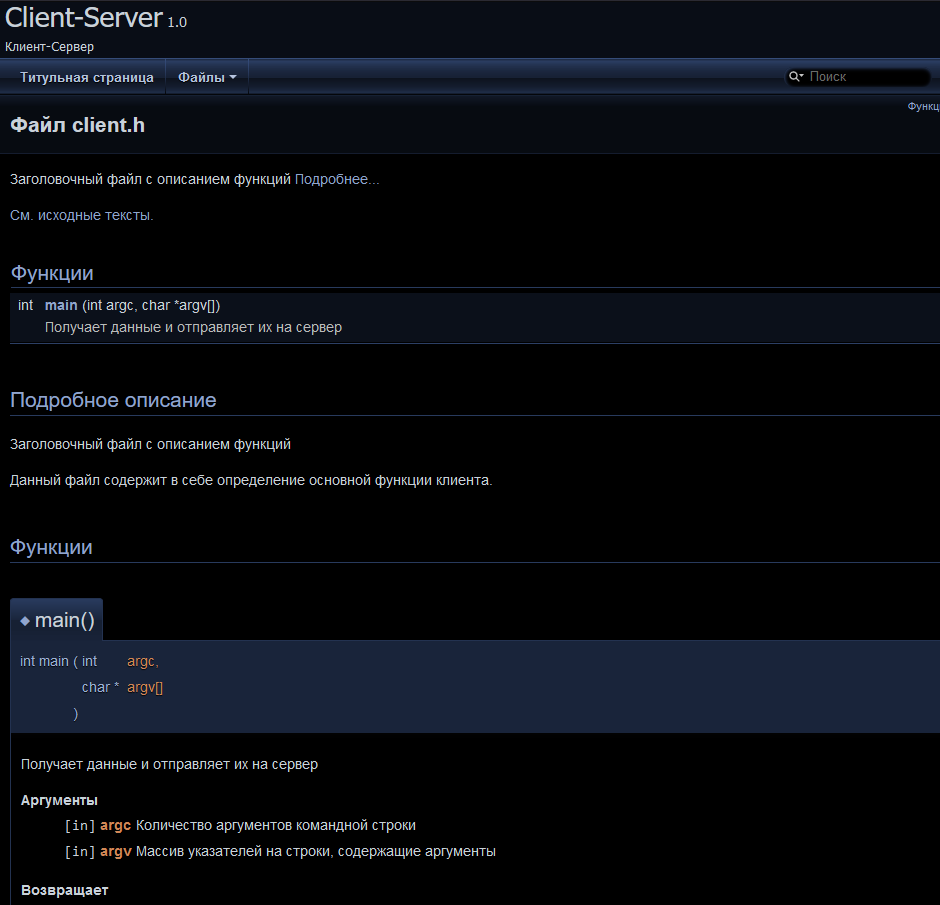 Client-Server 1.0
Клиент-Сервер
Титульная страница Файлы Поиск
Функц
Файл client.h
Заголовочный файл с описанием функций Подробнее...
См. исходные тексты.
Функции
int main (int argc, char *argv[])
Получает данные и отправляет их на сервер
Подробное описание
Заголовочный файл с описанием функций
Данный файл содержит в себе определение основной функции клиента.
Функции
◆ main()
int main ( int argc,
char * argv[]
)
Получает данные и отправляет их на сервер
Аргументы
[in] argc Количество аргументов командной строки
[in] argv Массив указателей на строки, содержащие аргументы
Возвращает